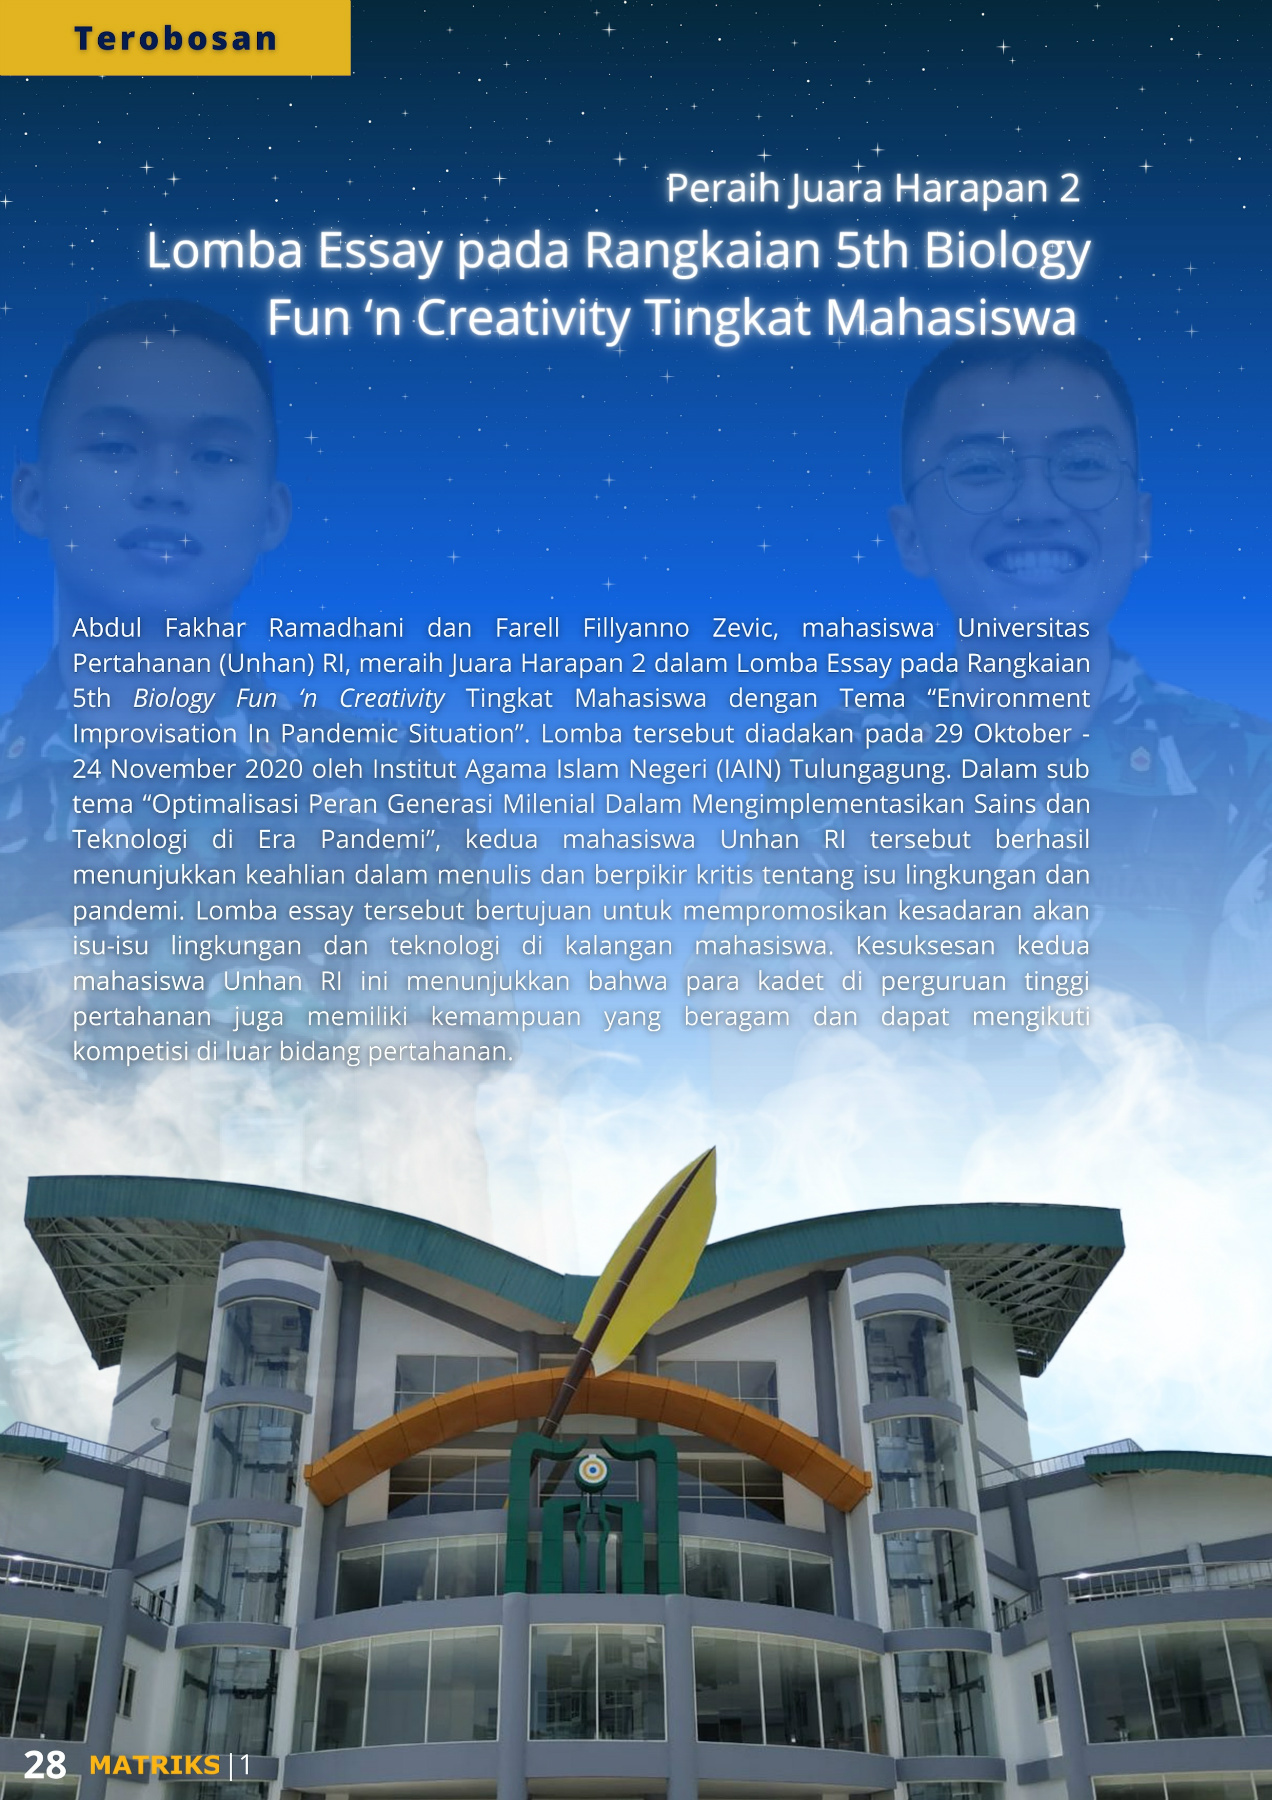 Terobosan
Peraih Juara Harapan 2
Lomba Essay pada Rangkaian 5th Biology
Fun ‘n Creativity Tingkat Mahasiswa
Abdul Fakhar Ramadhani dan Farell Fillyanno Zevic, mahasiswa Universitas
Pertahanan (Unhan) RI, meraih Juara Harapan 2 dalam Lomba Essay pada Rangkaian
5th Biology Fun ‘n Creativity Tingkat Mahasiswa dengan Tema “Environment
Improvisation In Pandemic Situation”. Lomba tersebut diadakan pada 29 Oktober -
24 November 2020 oleh Institut Agama Islam Negeri (IAIN) Tulungagung. Dalam sub
tema “Optimalisasi Peran Generasi Milenial Dalam Mengimplementasikan Sains dan
Teknologi di Era Pandemi”, kedua mahasiswa Unhan RI tersebut berhasil
menunjukkan keahlian dalam menulis dan berpikir kritis tentang isu lingkungan dan
pandemi. Lomba essay tersebut bertujuan untuk mempromosikan kesadaran akan
isu-isu lingkungan dan teknologi di kalangan mahasiswa. Kesuksesan kedua
mahasiswa Unhan RI ini menunjukkan bahwa para kadet di perguruan tinggi
pertahanan juga memiliki kemampuan yang beragam dan dapat mengikuti
kompetisi di luar bidang pertahanan.
28 MATRIKS |1